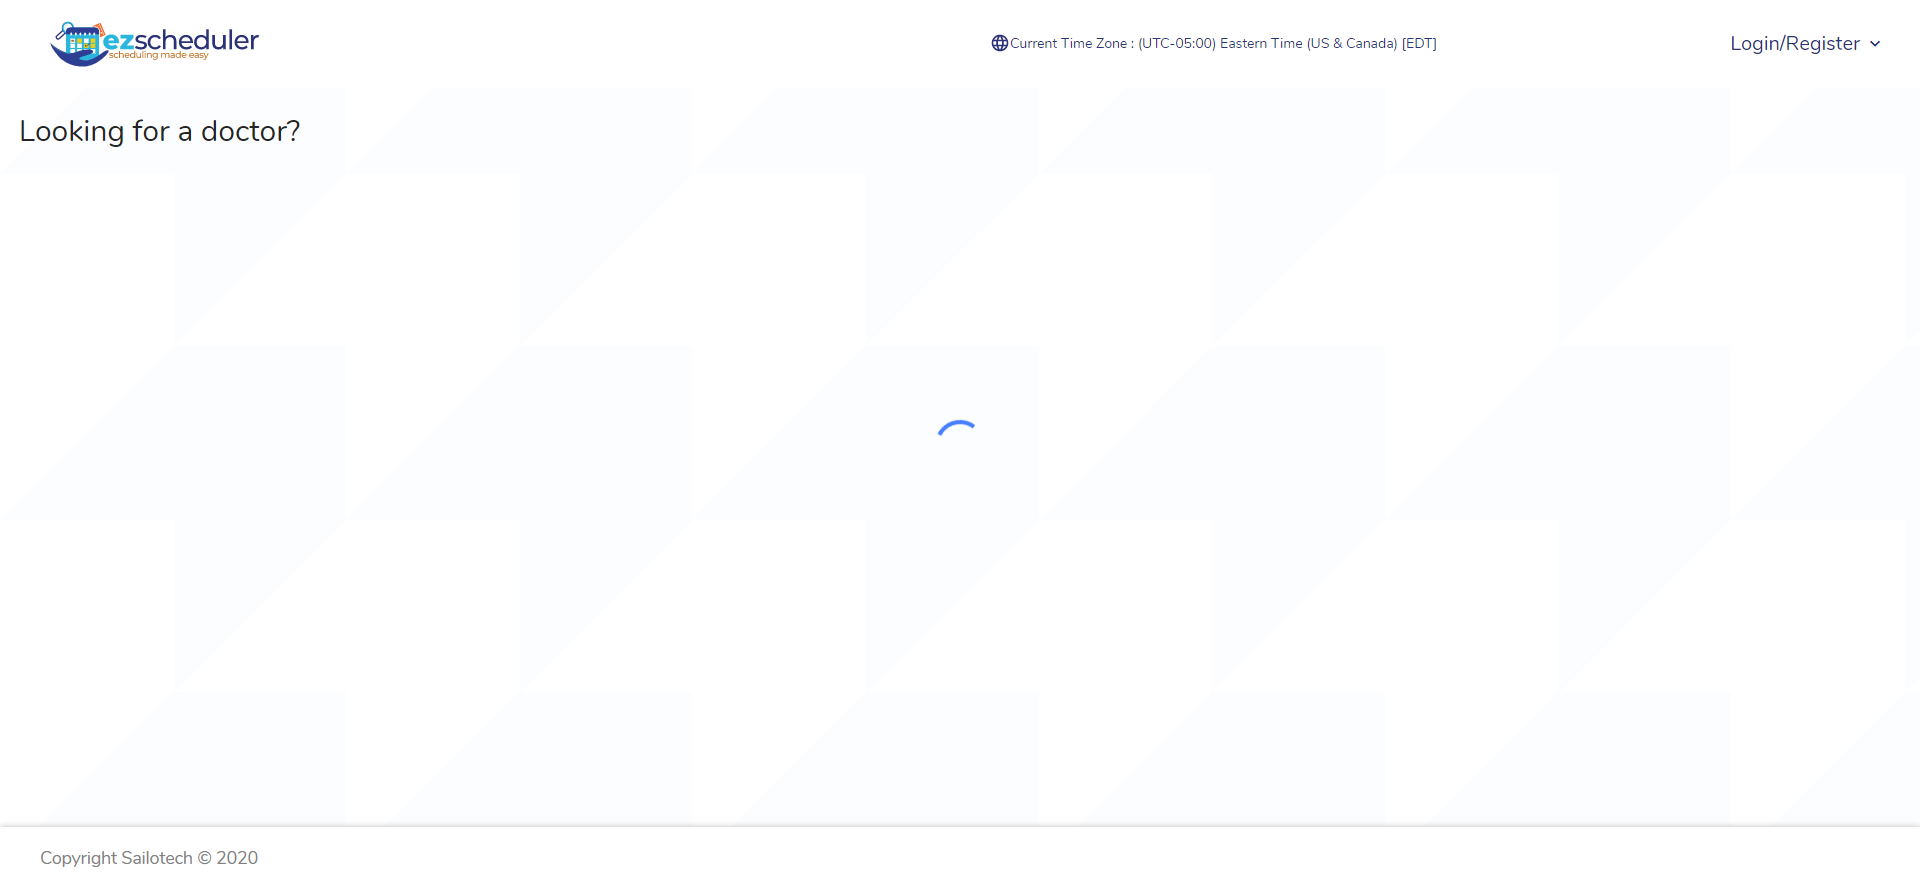 ezscheduler
scheduling made easy
Current Time Zone : (UTC-05:00) Eastern Time (US & Canada) [EDT]
Login/Register
Looking for a doctor?
Copyright Sailotech © 2020